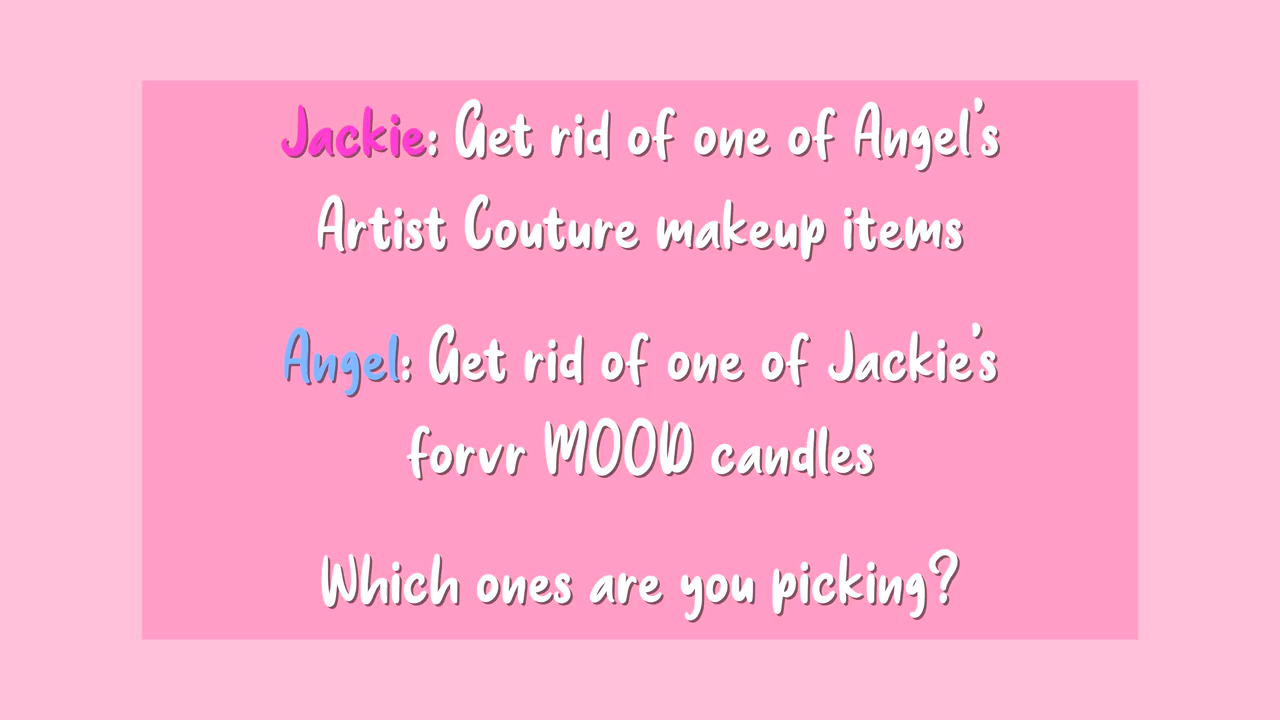 Jackie: Get rid of one of Angel's
Artist Couture makeup items
Angel: Get rid of one of Jackie's
forvr MOOD candles
Which ones are you picking?